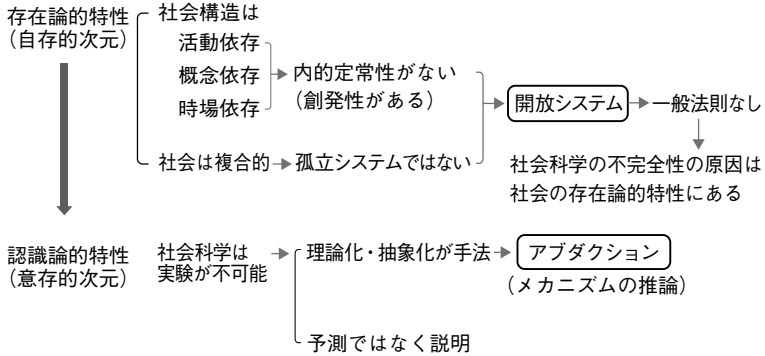 存在論的特性
（自存的次元）
社会構造は
活動依存
概念依存
時場依存
内的定常性がない
（創発性がある）
社会は複合的
孤立システムではない
開放システム
一般法則なし
社会科学の不完全性の原因は
社会の存在論的特性にある
認識論的特性
（意存的次元）
社会科学は
実験が不可能
理論化・抽象化が手法
アブダクション
（メカニズムの推論）
予測ではなく説明